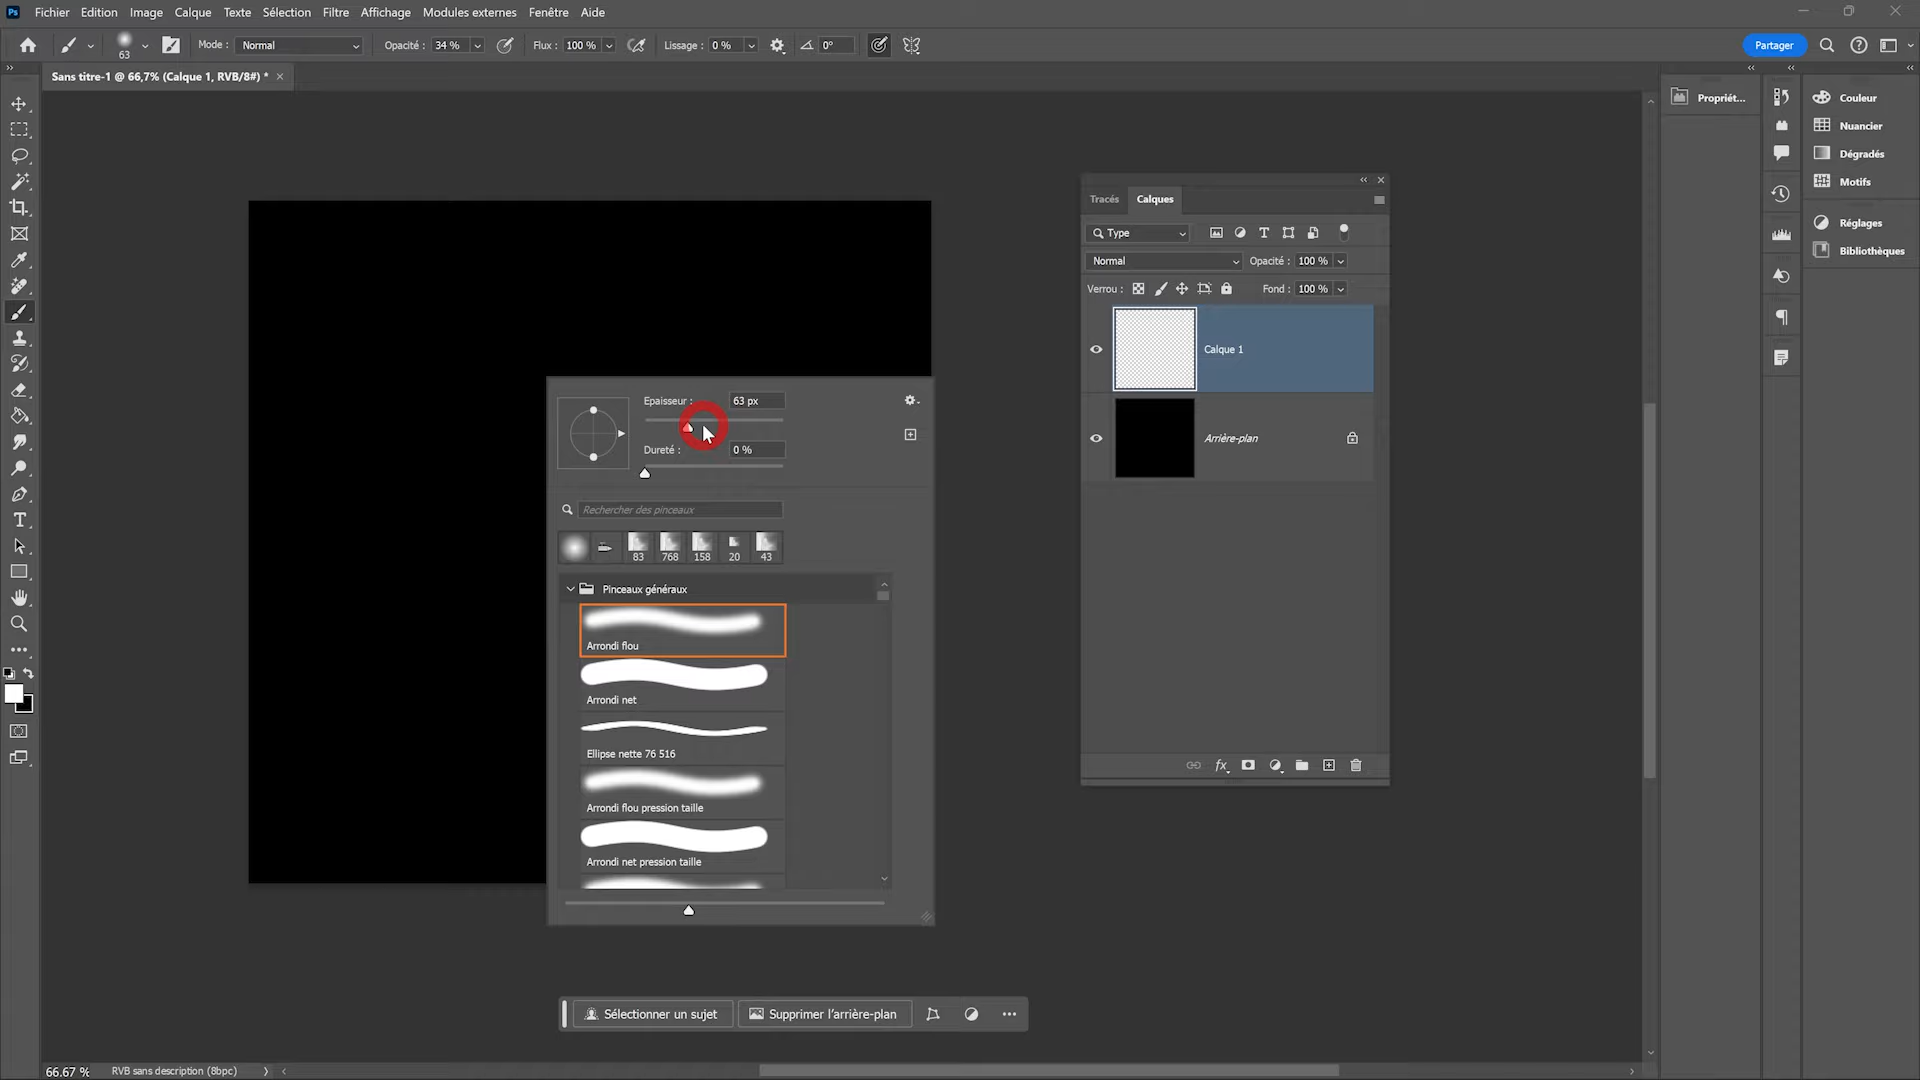 Ps Fichier Edition Image Calque Texte Sélection Filtre Affichage Modules externes Fenêtre Aide
63 Mode : Normal Opacité : 34 % Flux : 100 % Lissage : 0 % 0° Partager
Sans titre-1 @ 66,7% (Calque 1, RVB/8#) *
Propriét...
Couleur
Nuancier
Dégradés
Motifs
Réglages
Bibliothèques
Tracés Calques
Type
Normal Opacité : 100 %
Verrou : Fond : 100 %
Calque 1
Arrière-plan
fx
Epaisseur : 63 px
Dureté : 0 %
Rechercher des pinceaux
83 768 158 20 43
Pinceaux généraux
Arrondi flou
Arrondi net
Ellipse nette 76 516
Arrondi flou pression taille
Arrondi net pression taille
Sélectionner un sujet Supprimer l'arrière-plan
66.67 % RVB sans description (8bpc)